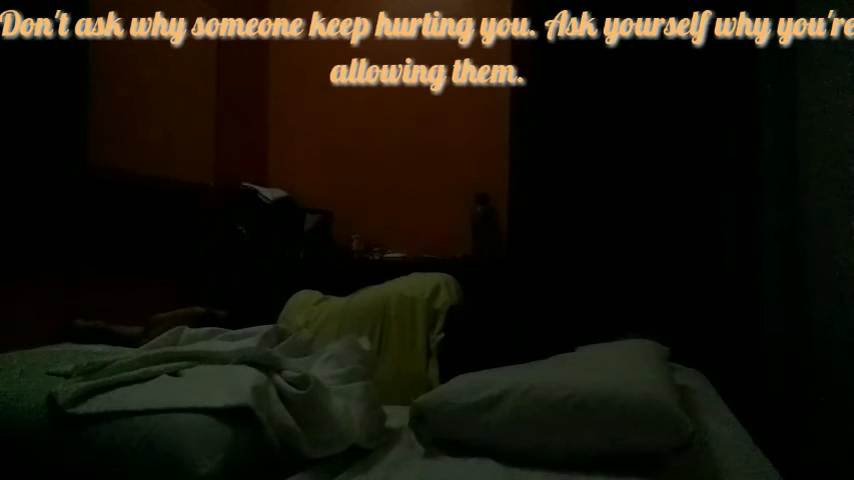 Don't ask why someone keep hurting you. Ask yourself why you're
allowing them.